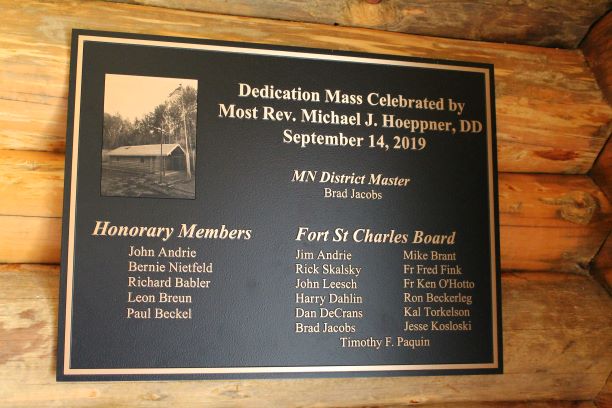 Dedication Mass Celebrated by
Most Rev. Michael J. Hoeppner, DD
September 14, 2019
MN District Master
Brad Jacobs
Honorary Members
John Andrie
Bernie Nietfeld
Richard Babler
Leon Breun
Paul Beckel
Fort St Charles Board
Jim Andrie
Rick Skalsky
John Leesch
Harry Dahlin
Dan DeCrans
Brad Jacobs
Mike Brant
Fr Fred Fink
Fr Ken O'Hotto
Ron Beckerleg
Kal Torkelson
Jesse Kosloski
Timothy F. Paquin